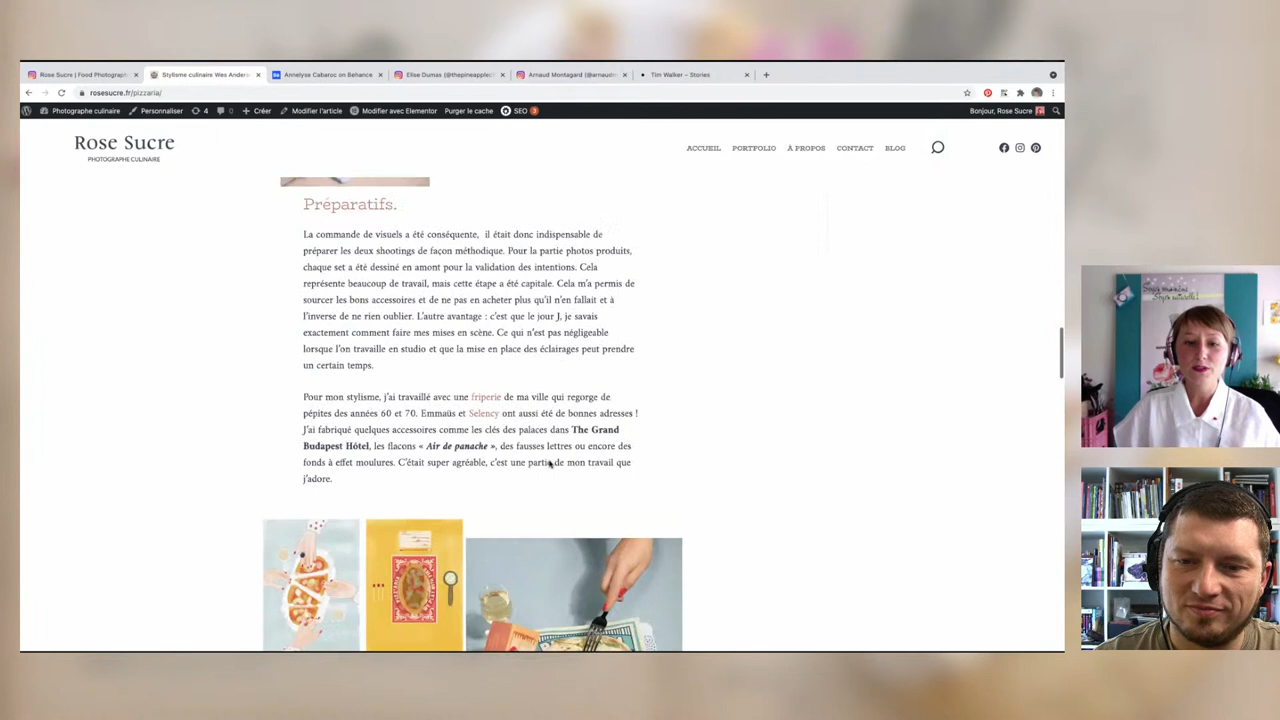 Rose Sucre | Food Photograph
Stylisme culinaire Wes Anders
Annelyse Cabaroc on Behance
Elise Dumas (@thepineapplec
Arnaud Montagard (@arnaud
Tim Walker – Stories
rosesucre.fr/pizzaria/
Photographe culinaire
Personnaliser
4
0
Créer
Modifier l'article
Modifier avec Elementor
Purger le cache
SEO
3
Bonjour, Rose Sucre
Rose Sucre
PHOTOGRAPHE CULINAIRE
ACCUEIL
PORTFOLIO
À PROPOS
CONTACT
BLOG
Préparatifs.
La commande de visuels a été conséquente, il était donc indispensable de
préparer les deux shootings de façon méthodique. Pour la partie photos produits,
chaque set a été dessiné en amont pour la validation des intentions. Cela
représente beaucoup de travail, mais cette étape a été capitale. Cela m'a permis de
sourcer les bons accessoires et de ne pas en acheter plus qu'il n'en fallait et à
l'inverse de ne rien oublier. L'autre avantage : c'est que le jour J, je savais
exactement comment faire mes mises en scène. Ce qui n'est pas négligeable
lorsque l'on travaille en studio et que la mise en place des éclairages peut prendre
un certain temps.
Pour mon stylisme, j'ai travaillé avec une friperie de ma ville qui regorge de
pépites des années 60 et 70. Emmaüs et Selency ont aussi été de bonnes adresses !
J'ai fabriqué quelques accessoires comme les clés des palaces dans The Grand
Budapest Hôtel, les flacons « Air de panache », des fausses lettres ou encore des
fonds à effet moulures. C'était super agréable, c'est une partie de mon travail que
j'adore.